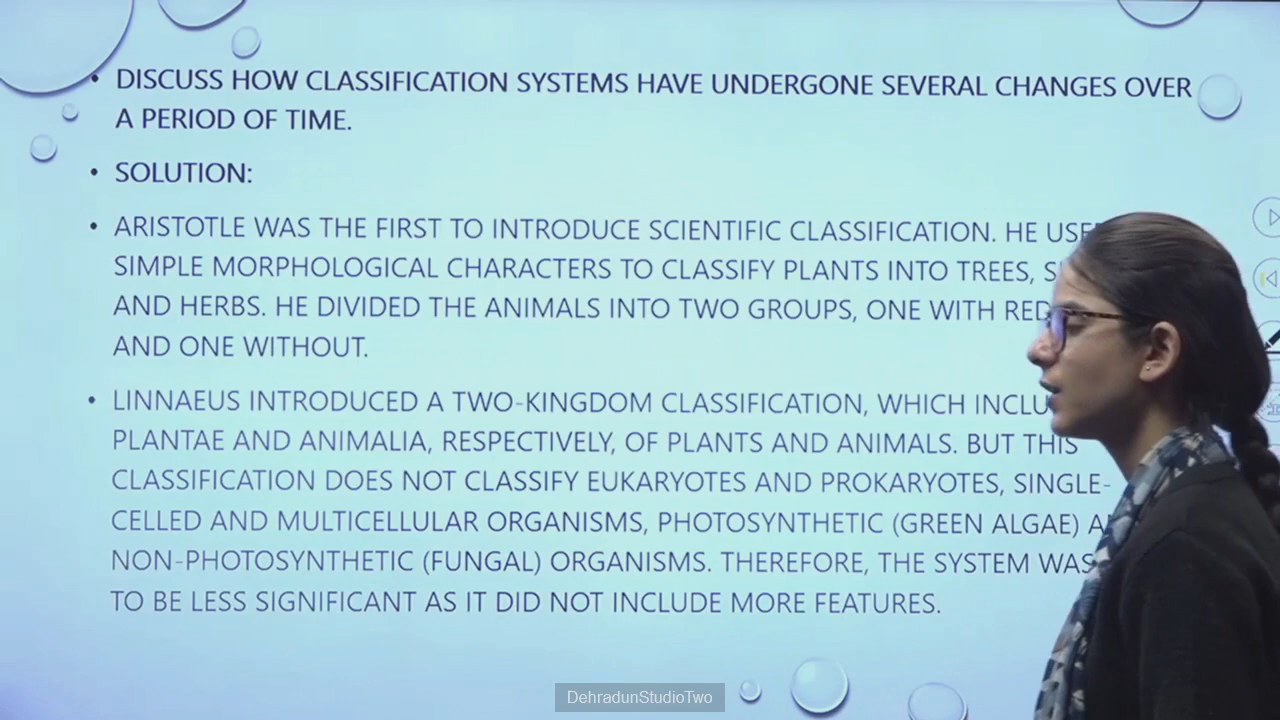 • DISCUSS HOW CLASSIFICATION SYSTEMS HAVE UNDERGONE SEVERAL CHANGES OVER
A PERIOD OF TIME.
• SOLUTION:
• ARISTOTLE WAS THE FIRST TO INTRODUCE SCIENTIFIC CLASSIFICATION. HE
SIMPLE MORPHOLOGICAL CHARACTERS TO CLASSIFY PLANTS INTO TREES,
AND HERBS. HE DIVIDED THE ANIMALS INTO TWO GROUPS, ONE WITH RED
AND ONE WITHOUT.
• LINNAEUS INTRODUCED A TWO-KINGDOM CLASSIFICATION, WHICH
PLANTAE AND ANIMALIA, RESPECTIVELY, OF PLANTS AND ANIMALS. BUT THIS
CLASSIFICATION DOES NOT CLASSIFY EUKARYOTES AND PROKARYOTES, SINGLE-
CELLED AND MULTICELLULAR ORGANISMS, PHOTOSYNTHETIC (GREEN ALGAE)
NON-PHOTOSYNTHETIC (FUNGAL) ORGANISMS. THEREFORE, THE SYSTEM WAS
TO BE LESS SIGNIFICANT AS IT DID NOT INCLUDE MORE FEATURES.
DehradunStudioTwo